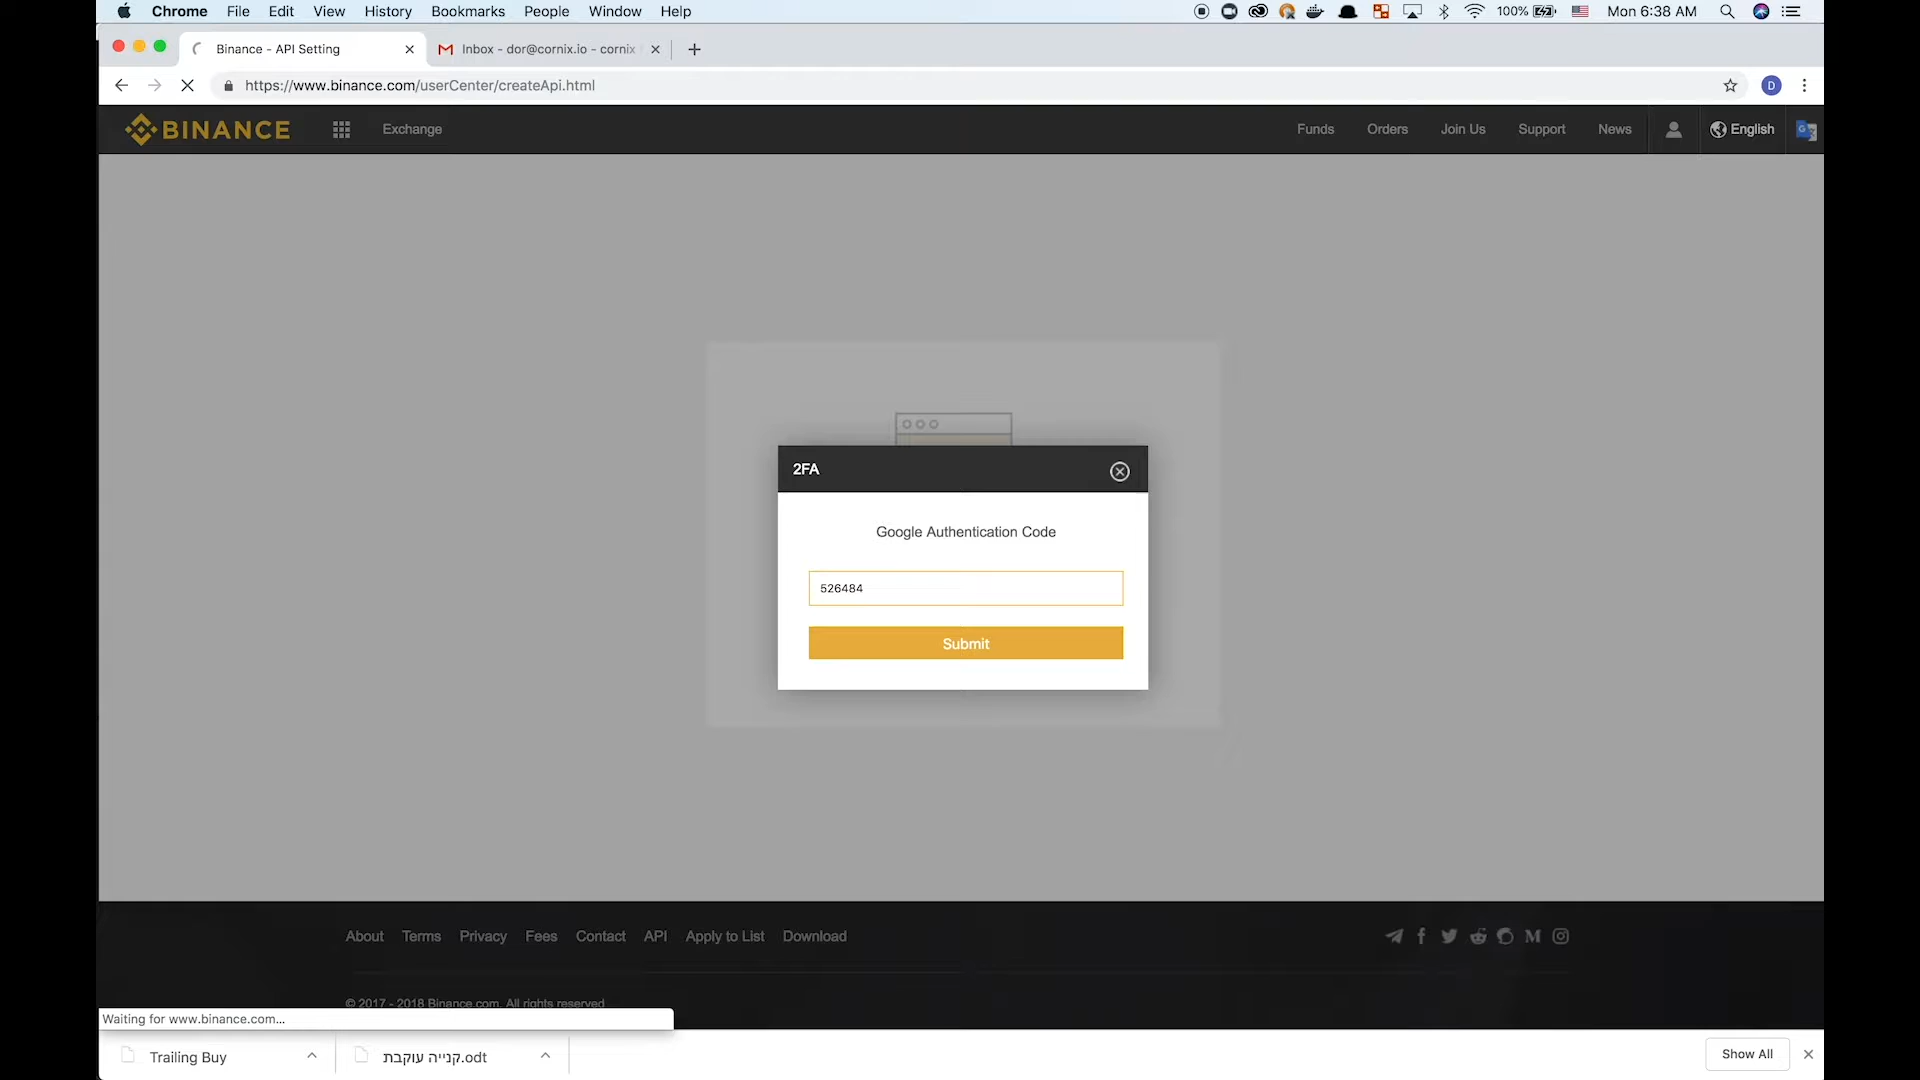 Chrome File Edit View History Bookmarks People Window Help 100% Mon 6:38 AM
Binance - API Setting Inbox - dor@cornix.io - cornix
https://www.binance.com/userCenter/createApi.html D
BINANCE Exchange Funds Orders Join Us Support News English
2FA
Google Authentication Code
526484
Submit
About Terms Privacy Fees Contact API Apply to List Download
© 2017 - 2018 Binance.com. All rights reserved
Waiting for www.binance.com...
Trailing Buy קנייה עוקבת.odt Show All